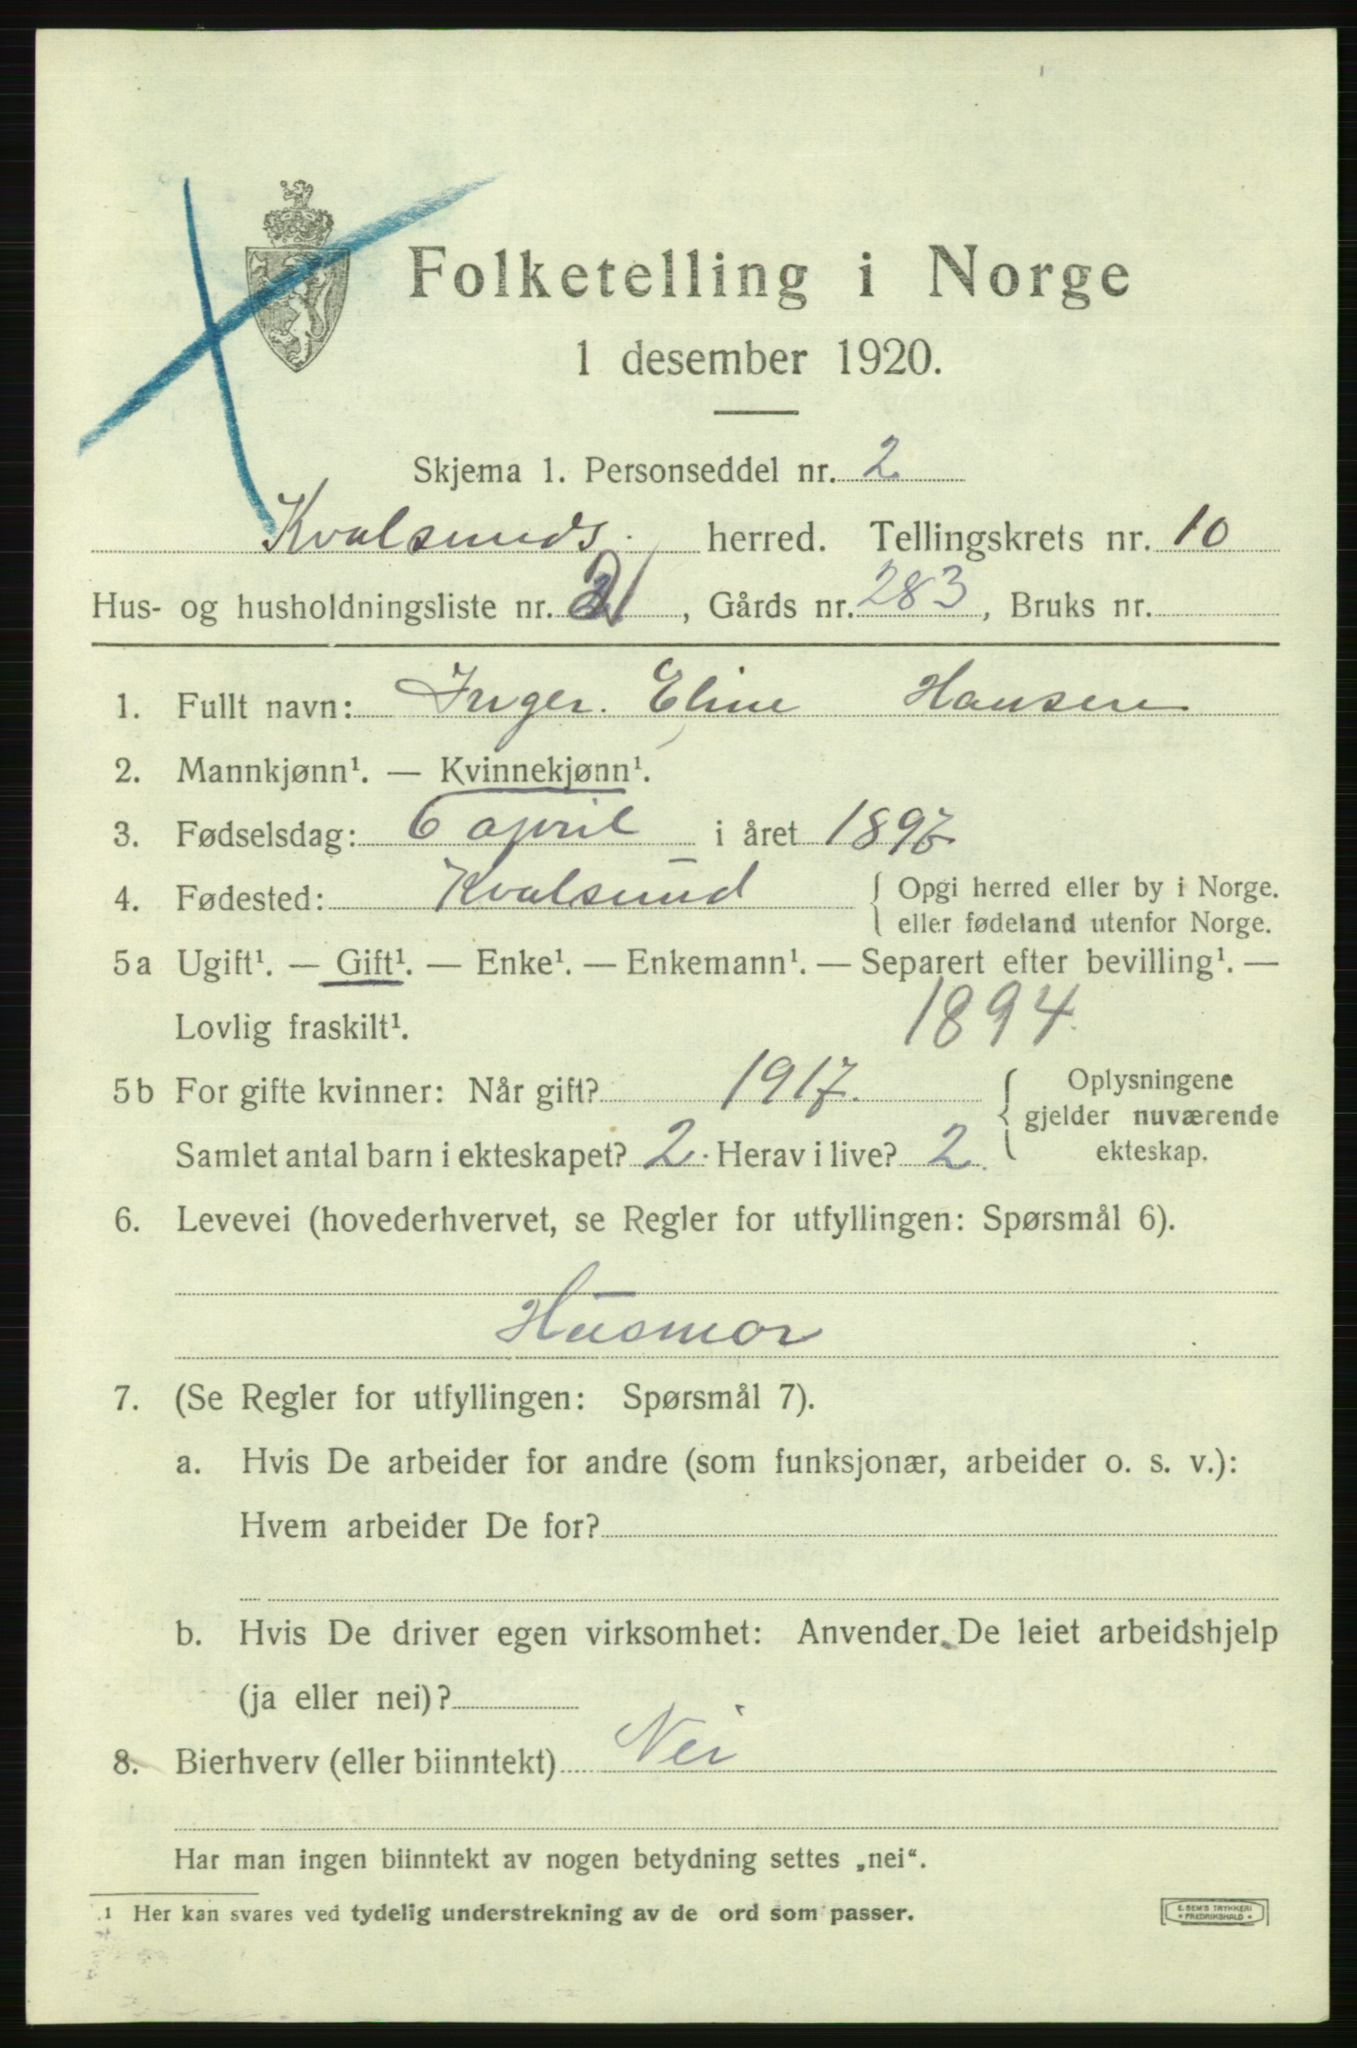 Folketelling i Norge
1 desember 1920.
Skjema 1. Personseddel nr. 2
Kvalsunds herred. Tellingskrets nr. 10
Hus- og husholdningsliste nr. , Gårds nr. 283, Bruks nr.
1. Fullt navn: Inger. Eline Hansen
2. Mannkjønn¹. — Kvinnekjønn¹.
3. Fødselsdag: 6 april i året 1897
4. Fødested: Kvalsund { Opgi herred eller by i Norge.
eller fødeland utenfor Norge.
5a Ugift¹. — Gift¹. — Enke¹. — Enkemann¹. — Separert efter bevilling¹. —
Lovlig fraskilt¹. 1894.
5b For gifte kvinner: Når gift? 1917. { Oplysningene
gjelder nuværende
Samlet antal barn i ekteskapet? 2. Herav i live? 2. ekteskap.
6. Levevei (hovederhvervet, se Regler for utfyllingen: Spørsmål 6).
Husmor
7. (Se Regler for utfyllingen: Spørsmål 7).
a. Hvis De arbeider for andre (som funksjonær, arbeider o. s. v.):
Hvem arbeider De for?
b. Hvis De driver egen virksomhet: Anvender De leiet arbeidshjelp
(ja eller nei)?
8. Bierhverv (eller biinntekt) Nei
Har man ingen biinntekt av nogen betydning settes „nei“.
¹ Her kan svares ved tydelig understrekning av de ord som passer.
E. SEM'S TRYKKERI
• FREDRIKSHALD •